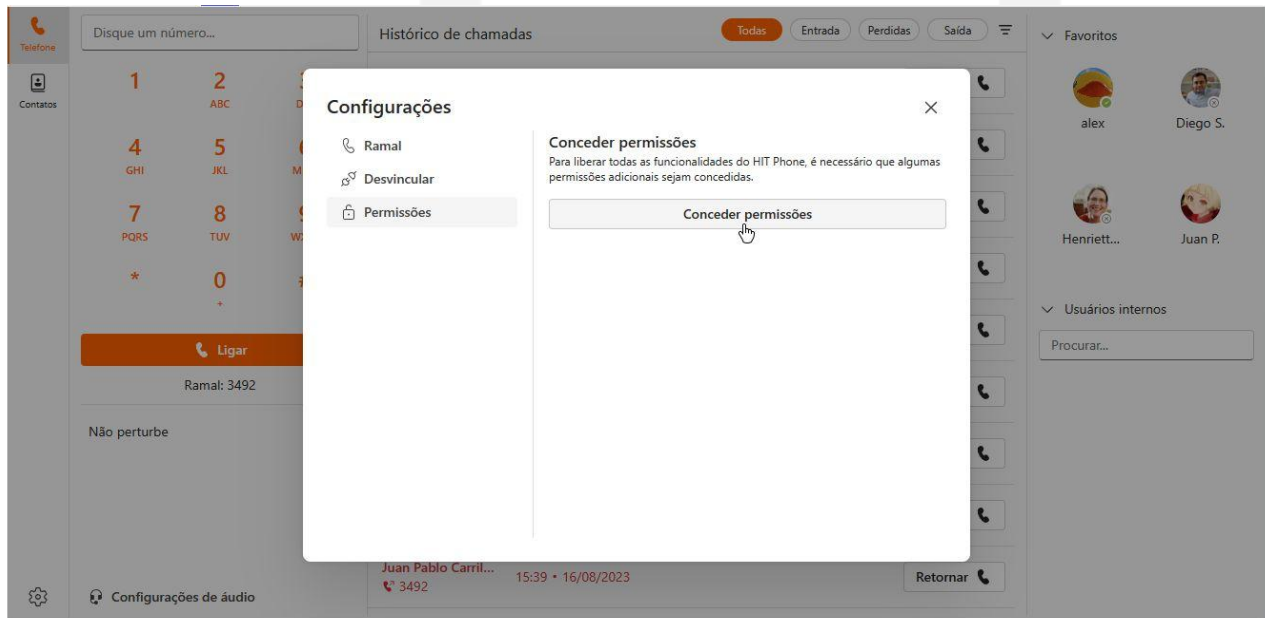 Telefone
Contatos
Disque um número...
1
2
ABC
4
GHI
5
JKL
7
PQRS
8
TUV
*
0
+
Ligar
Ramal: 3492
Não perturbe
Configurações de áudio
Histórico de chamadas
Todas
Entrada
Perdidas
Saída
Configurações
Ramal
Desvincular
Permissões
Conceder permissões
Para liberar todas as funcionalidades do HIT Phone, é necessário que algumas
permissões adicionais sejam concedidas.
Conceder permissões
Juan Pablo Carril...
3492
15:39 • 16/08/2023
Retornar
Favoritos
alex
Diego S.
Henriett...
Juan P.
Usuários internos
Procurar...